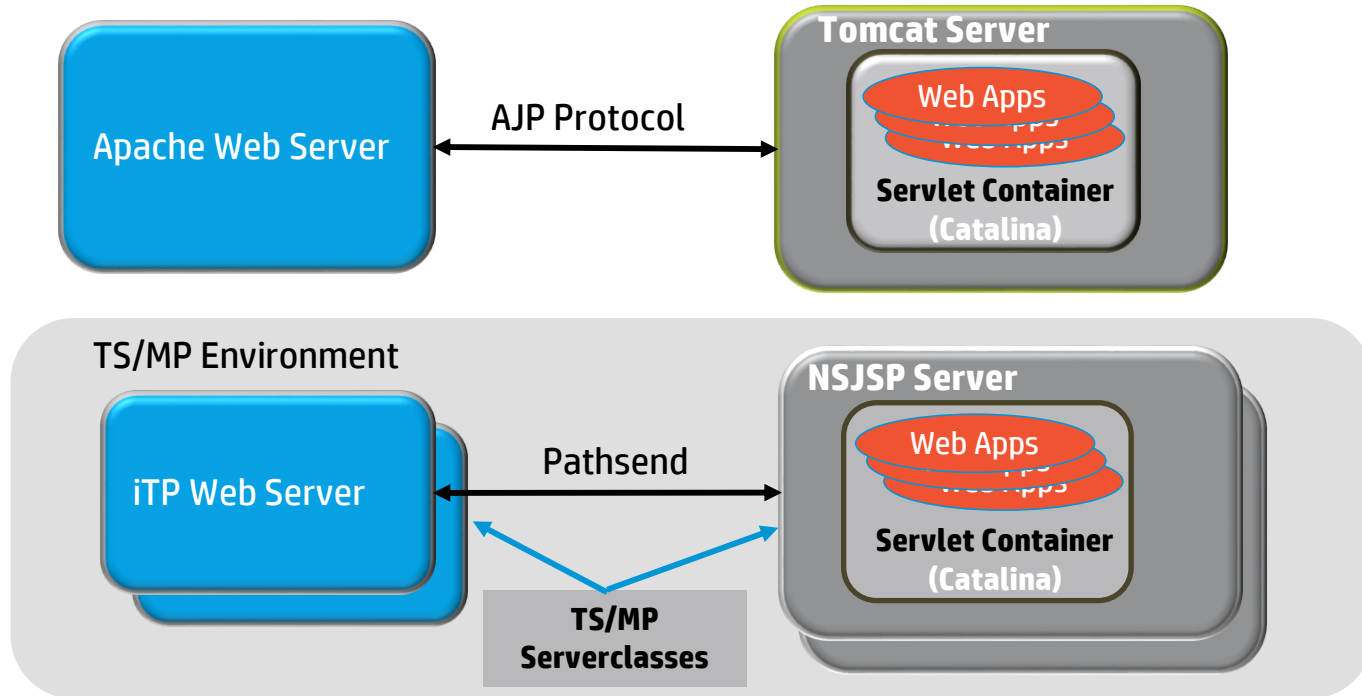 Tomcat Server
Web Apps
Apache Web Server
AJP Protocol
Servlet Container
(Catalina)
TS/MP Environment
NSJSP Server
Web Apps
iTP Web Server
Pathsend
Servlet Container
(Catalina)
TS/MP
Serverclasses